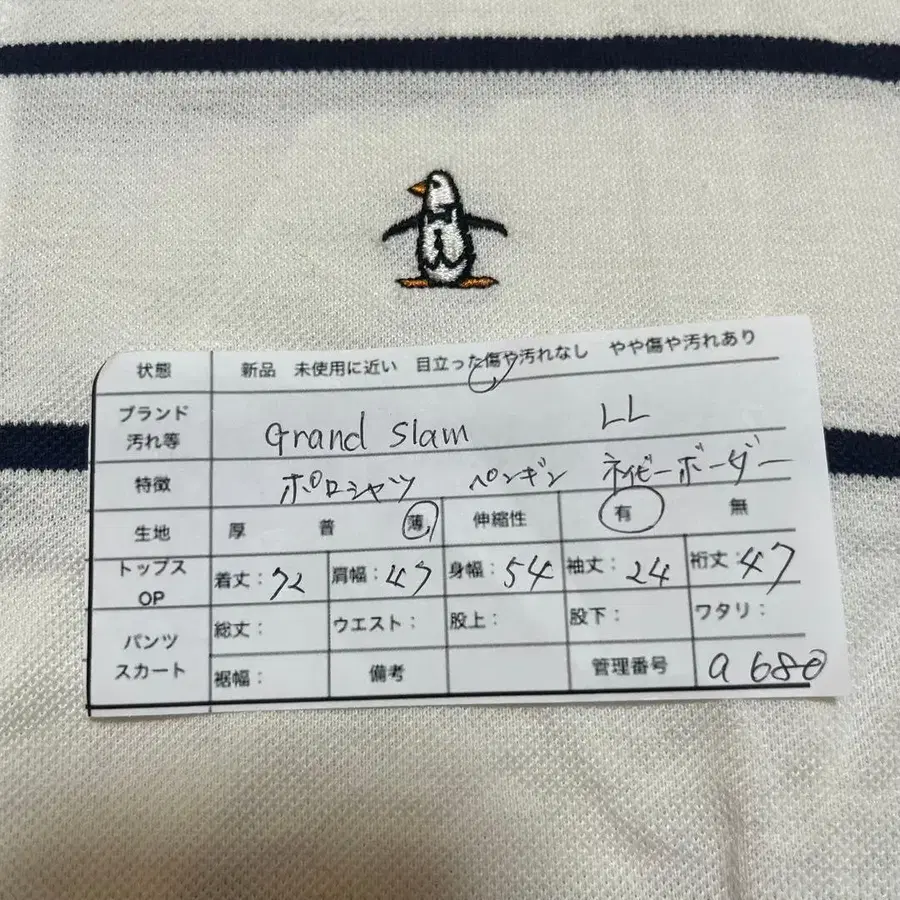 状態 新品 未使用に近い 目立った傷や汚れなし やや傷や汚れあり
ブランド 汚れ等 Grand Slam LL
特徴 ポロシャツ ペンギン ネイビーボーダー
生地 厚 普 薄 伸縮性 有 無
トップス OP 着丈：72 肩幅：47 身幅：54 袖丈：24 裄丈：47
パンツ スカート 総丈： ウエスト： 股上： 股下： ワタリ：
裾幅： 備考 管理番号 a 680